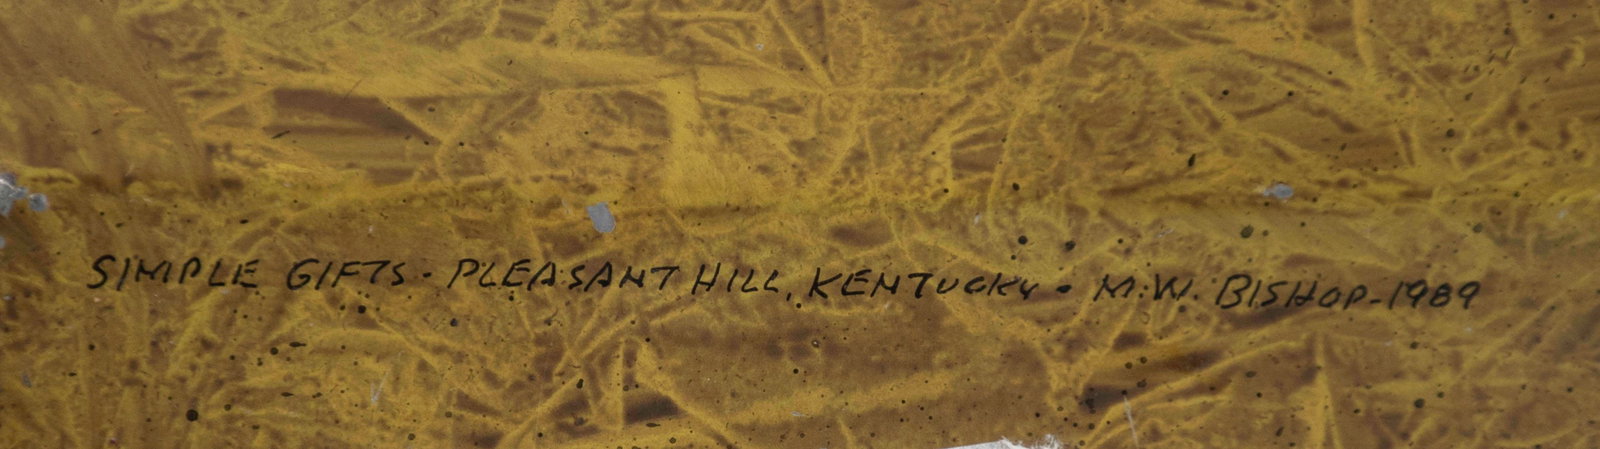 SIMPLE GIFTS - PLEASANT HILL, KENTUCKY - M.W. BISHOP - 1989